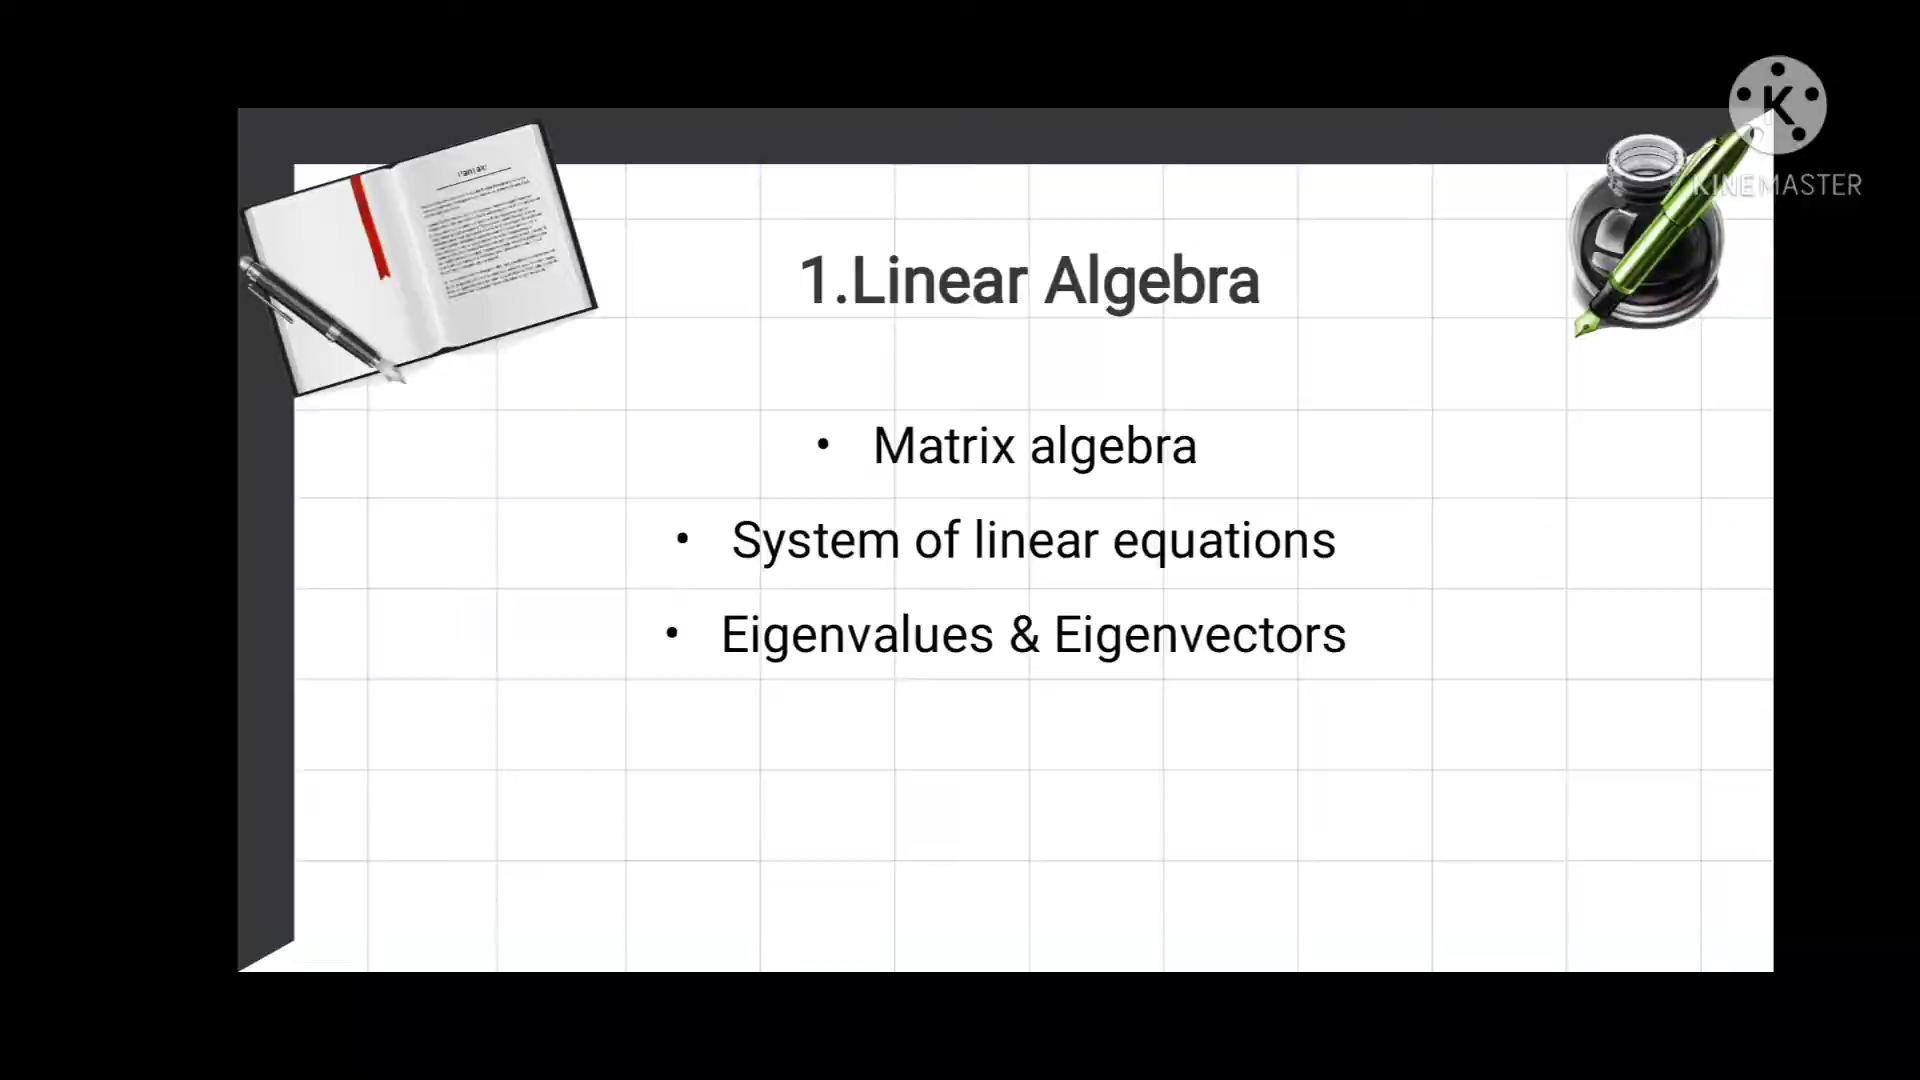 K
KINEMASTER
1.Linear Algebra
• Matrix algebra
• System of linear equations
• Eigenvalues & Eigenvectors